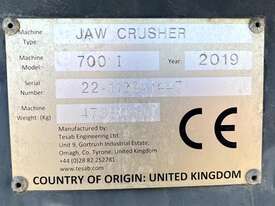 Machine Type: JAW CRUSHER
Machine Model: 700 I Year: 2019
Serial Number:
Machine Weight: (Kg)
Manufactured by
Tesab Engineering Ltd
Unit 9, Gortrush Industrial Estate
Omagh, Co. Tyrone, United Kingdom
+44 (0)28 82 252781
www.tesab.com
CE
COUNTRY OF ORIGIN: UNITED KINGDOM